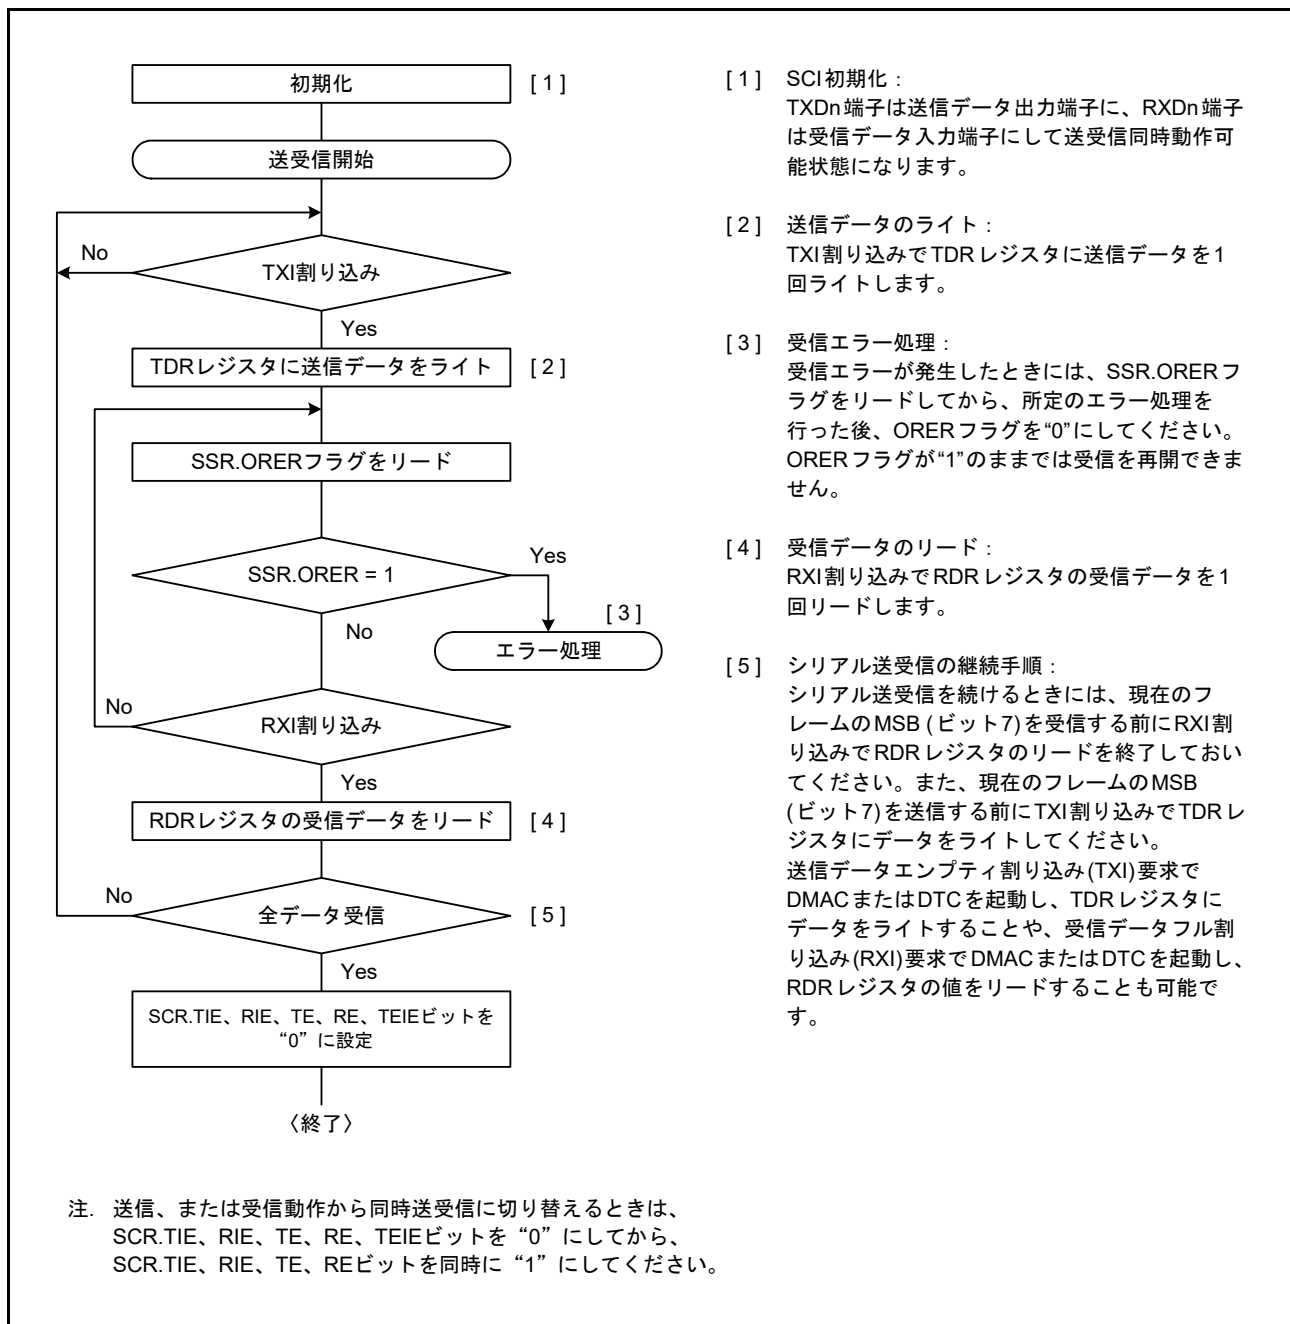 初期化
[ 1 ]
送受信開始
No
TXI割り込み
Yes
TDRレジスタに送信データをライト
[ 2 ]
SSR.ORERフラグをリード
SSR.ORER = 1
Yes
No
[ 3 ]
エラー処理
No
RXI割り込み
Yes
RDRレジスタの受信データをリード
[ 4 ]
No
全データ受信
[ 5 ]
Yes
SCR.TIE、RIE、TE、RE、TEIEビットを
“0”に設定
〈終了〉
[ 1 ] SCI初期化：
TXDn端子は送信データ出力端子に、RXDn端子
は受信データ入力端子にして送受信同時動作可
能状態になります。
[ 2 ] 送信データのライト：
TXI割り込みでTDRレジスタに送信データを1
回ライトします。
[ 3 ] 受信エラー処理：
受信エラーが発生したときには、SSR.ORERフ
ラグをリードしてから、所定のエラー処理を
行った後、ORERフラグを“0”にしてください。
ORERフラグが“1”のままでは受信を再開できま
せん。
[ 4 ] 受信データのリード：
RXI割り込みでRDRレジスタの受信データを1
回リードします。
[ 5 ] シリアル送受信の継続手順：
シリアル送受信を続けるときには、現在のフ
レームのMSB (ビット7)を受信する前にRXI割
り込みでRDRレジスタのリードを終了しておい
てください。また、現在のフレームのMSB
(ビット7)を送信する前にTXI割り込みでTDRレ
ジスタにデータをライトしてください。
送信データエンプティ割り込み(TXI)要求で
DMACまたはDTCを起動し、TDRレジスタに
データをライトすることや、受信データフル割
り込み(RXI)要求でDMACまたはDTCを起動し、
RDRレジスタの値をリードすることも可能で
す。
注. 送信、または受信動作から同時送受信に切り替えるときは、
SCR.TIE、RIE、TE、RE、TEIEビットを“0”にしてから、
SCR.TIE、RIE、TE、REビットを同時に“1”にしてください。